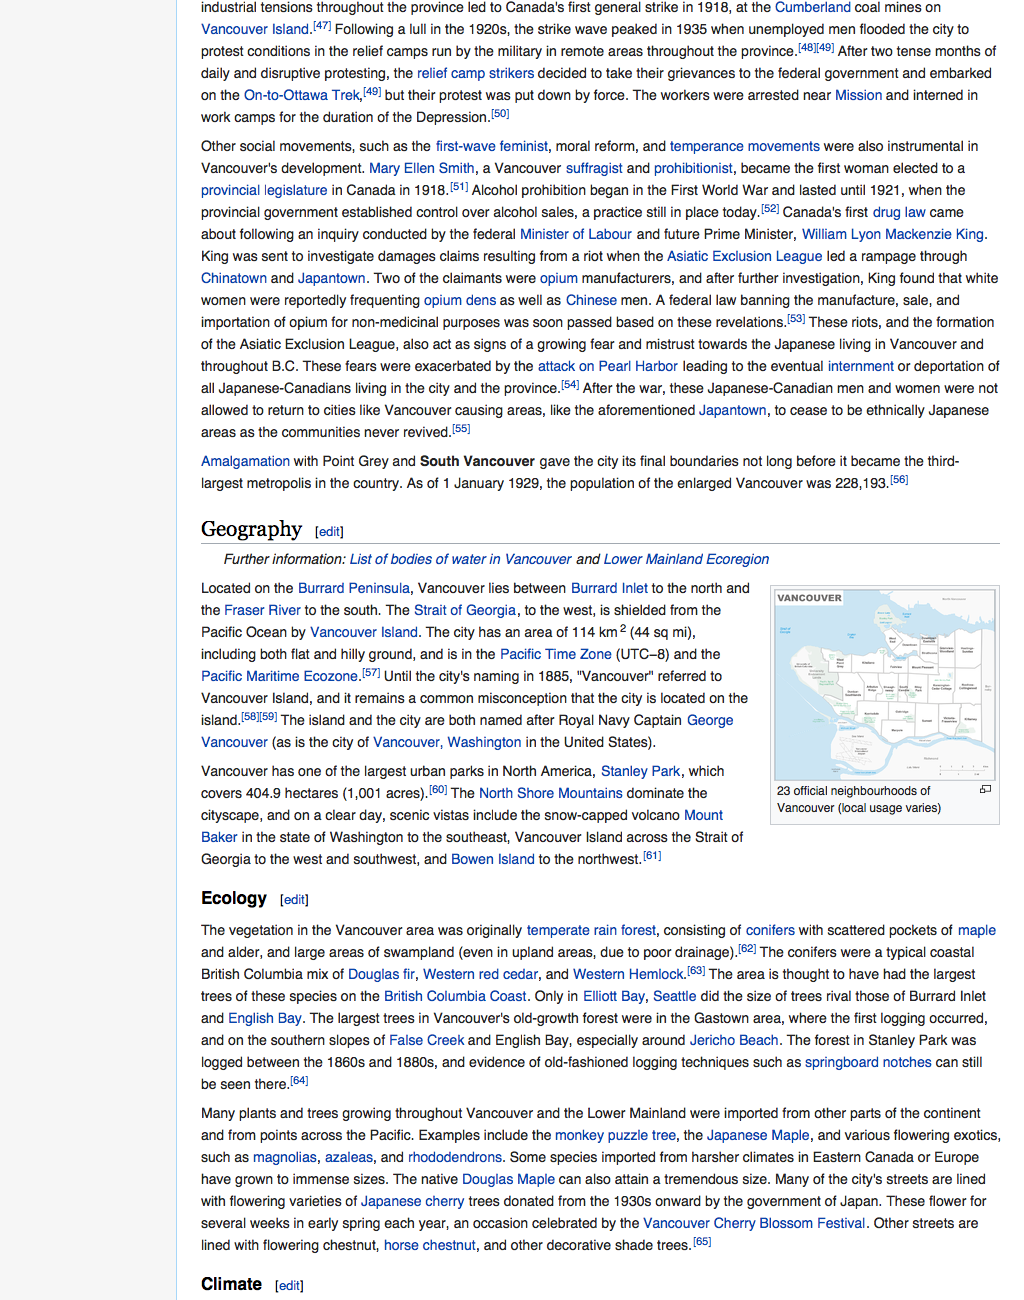 industrial tensions throughout the province led to Canada's first general strike in 1918, at the Cumberland coal mines on
Vancouver Island.[47] Following a lull in the 1920s, the strike wave peaked in 1935 when unemployed men flooded the city to
protest conditions in the relief camps run by the military in remote areas throughout the province.[48][49] After two tense months of
daily and disruptive protesting, the relief camp strikers decided to take their grievances to the federal government and embarked
on the On-to-Ottawa Trek,[49] but their protest was put down by force. The workers were arrested near Mission and interned in
work camps for the duration of the Depression.[50]
Other social movements, such as the first-wave feminist, moral reform, and temperance movements were also instrumental in
Vancouver's development. Mary Ellen Smith, a Vancouver suffragist and prohibitionist, became the first woman elected to a
provincial legislature in Canada in 1918.[51] Alcohol prohibition began in the First World War and lasted until 1921, when the
provincial government established control over alcohol sales, a practice still in place today.[52] Canada's first drug law came
about following an inquiry conducted by the federal Minister of Labour and future Prime Minister, William Lyon Mackenzie King.
King was sent to investigate damages claims resulting from a riot when the Asiatic Exclusion League led a rampage through
Chinatown and Japantown. Two of the claimants were opium manufacturers, and after further investigation, King found that white
women were reportedly frequenting opium dens as well as Chinese men. A federal law banning the manufacture, sale, and
importation of opium for non-medicinal purposes was soon passed based on these revelations.[53] These riots, and the formation
of the Asiatic Exclusion League, also act as signs of a growing fear and mistrust towards the Japanese living in Vancouver and
throughout B.C. These fears were exacerbated by the attack on Pearl Harbor leading to the eventual internment or deportation of
all Japanese-Canadians living in the city and the province.[54] After the war, these Japanese-Canadian men and women were not
allowed to return to cities like Vancouver causing areas, like the aforementioned Japantown, to cease to be ethnically Japanese
areas as the communities never revived.[55]
Amalgamation with Point Grey and South Vancouver gave the city its final boundaries not long before it became the third-
largest metropolis in the country. As of 1 January 1929, the population of the enlarged Vancouver was 228,193.[56]
Geography [edit]
Further information: List of bodies of water in Vancouver and Lower Mainland Ecoregion
Located on the Burrard Peninsula, Vancouver lies between Burrard Inlet to the north and
the Fraser River to the south. The Strait of Georgia, to the west, is shielded from the
Pacific Ocean by Vancouver Island. The city has an area of 114 km2 (44 sq mi),
including both flat and hilly ground, and is in the Pacific Time Zone (UTC−8) and the
Pacific Maritime Ecozone.[57] Until the city's naming in 1885, "Vancouver" referred to
Vancouver Island, and it remains a common misconception that the city is located on the
island.[58][59] The island and the city are both named after Royal Navy Captain George
Vancouver (as is the city of Vancouver, Washington in the United States).
VANCOUVER
23 official neighbourhoods of
Vancouver (local usage varies)
Vancouver has one of the largest urban parks in North America, Stanley Park, which
covers 404.9 hectares (1,001 acres).[60] The North Shore Mountains dominate the
cityscape, and on a clear day, scenic vistas include the snow-capped volcano Mount
Baker in the state of Washington to the southeast, Vancouver Island across the Strait of
Georgia to the west and southwest, and Bowen Island to the northwest.[61]
Ecology [edit]
The vegetation in the Vancouver area was originally temperate rain forest, consisting of conifers with scattered pockets of maple
and alder, and large areas of swampland (even in upland areas, due to poor drainage).[62] The conifers were a typical coastal
British Columbia mix of Douglas fir, Western red cedar, and Western Hemlock.[63] The area is thought to have had the largest
trees of these species on the British Columbia Coast. Only in Elliott Bay, Seattle did the size of trees rival those of Burrard Inlet
and English Bay. The largest trees in Vancouver's old-growth forest were in the Gastown area, where the first logging occurred,
and on the southern slopes of False Creek and English Bay, especially around Jericho Beach. The forest in Stanley Park was
logged between the 1860s and 1880s, and evidence of old-fashioned logging techniques such as springboard notches can still
be seen there.[64]
Many plants and trees growing throughout Vancouver and the Lower Mainland were imported from other parts of the continent
and from points across the Pacific. Examples include the monkey puzzle tree, the Japanese Maple, and various flowering exotics,
such as magnolias, azaleas, and rhododendrons. Some species imported from harsher climates in Eastern Canada or Europe
have grown to immense sizes. The native Douglas Maple can also attain a tremendous size. Many of the city's streets are lined
with flowering varieties of Japanese cherry trees donated from the 1930s onward by the government of Japan. These flower for
several weeks in early spring each year, an occasion celebrated by the Vancouver Cherry Blossom Festival. Other streets are
lined with flowering chestnut, horse chestnut, and other decorative shade trees.[65]
Climate [edit]